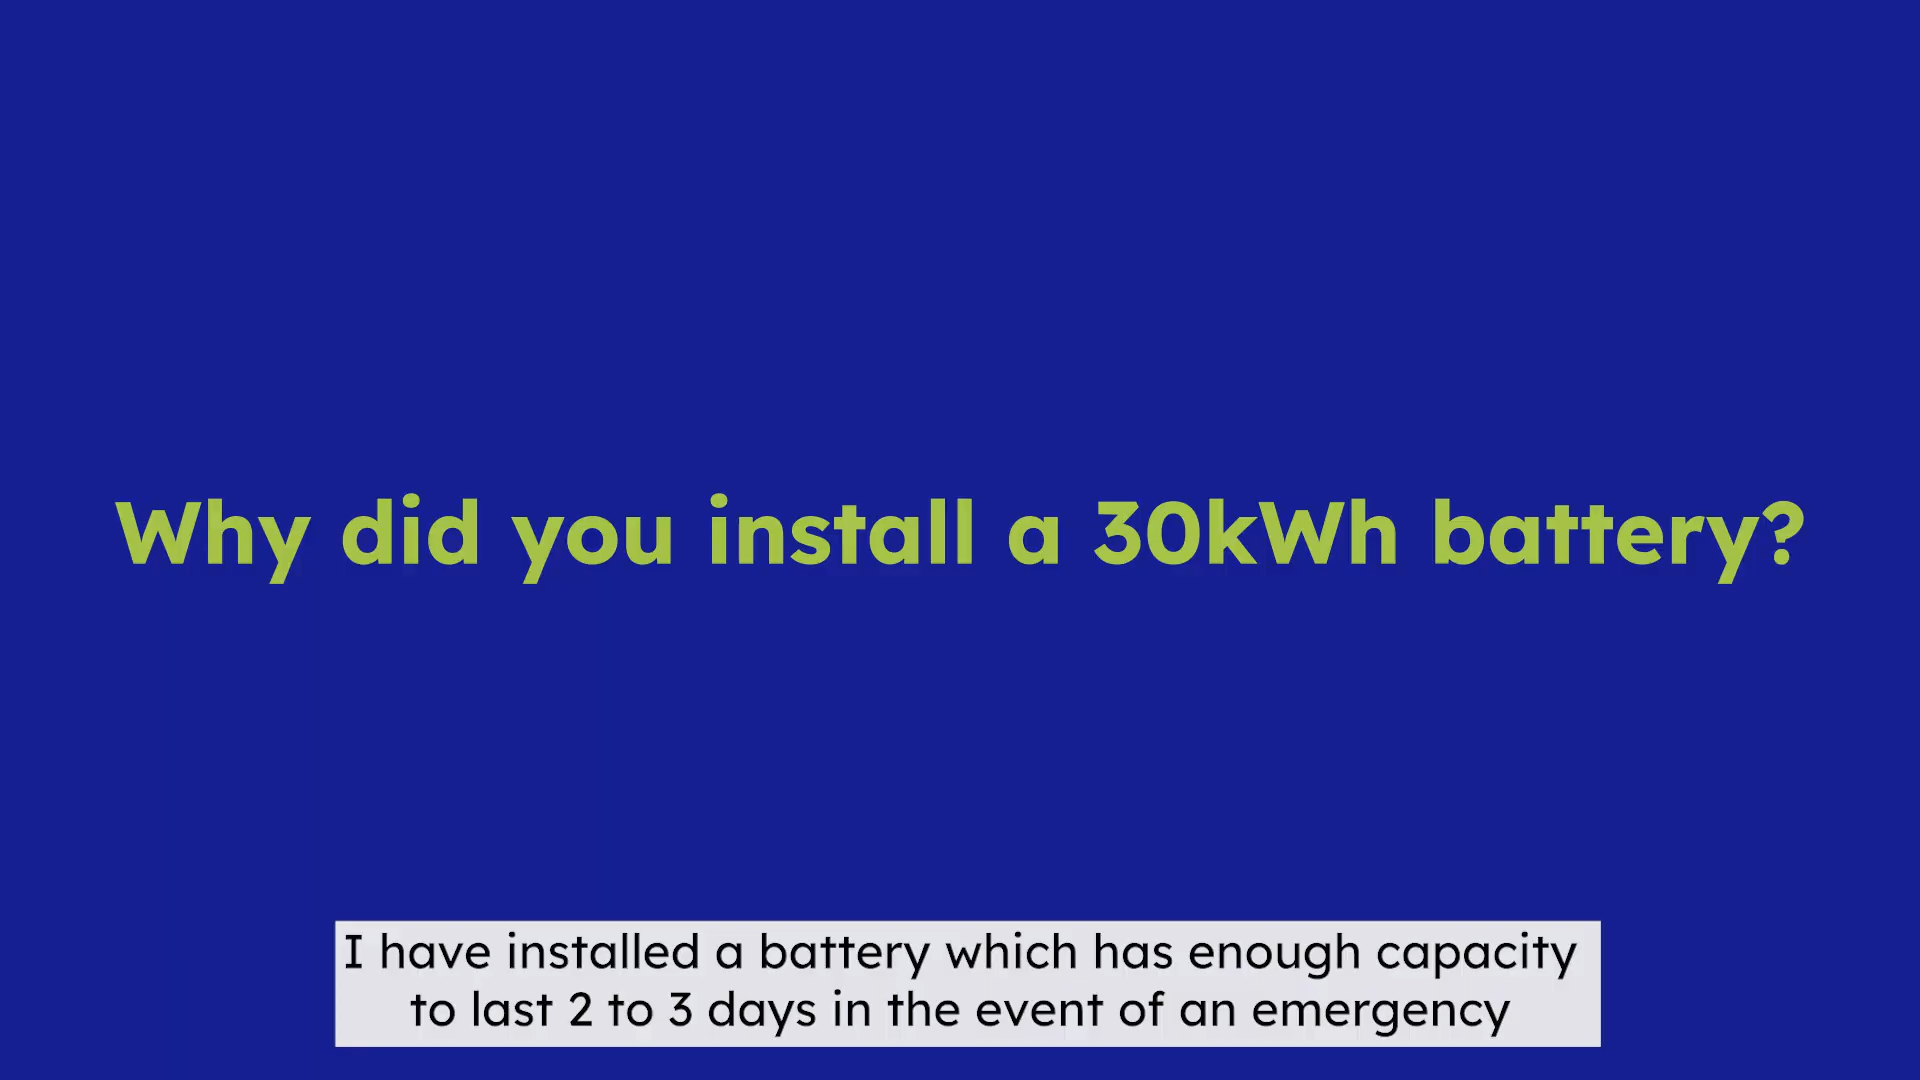 Why did you install a 30kWh battery?
I have installed a battery which has enough capacity
to last 2 to 3 days in the event of an emergency